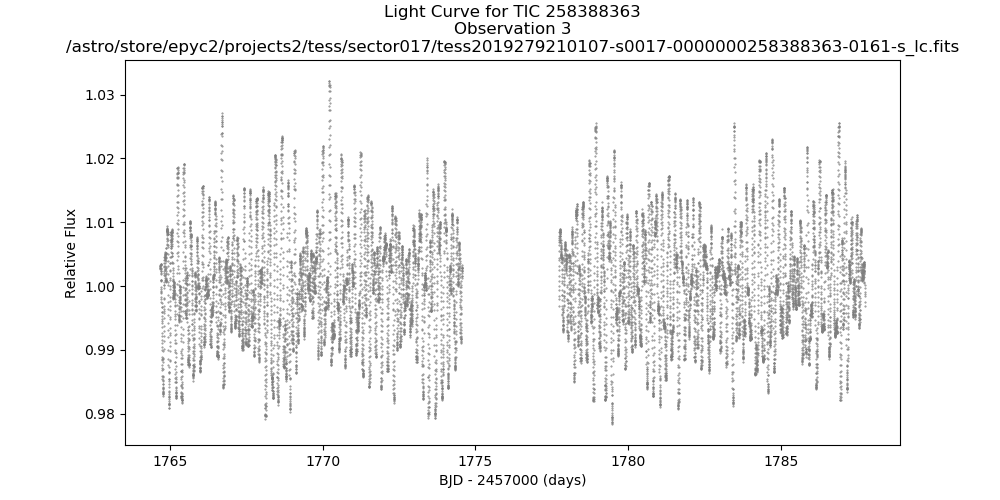 Light Curve for TIC 258388363
Observation 3
/astro/store/epyc2/projects2/tess/sector017/tess2019279210107-s0017-0000000258388363-0161-s_lc.fits
1.03
1.02
1.01
1.00
0.99
0.98
Relative Flux
1765
1770
1775
1780
1785
BJD - 2457000 (days)